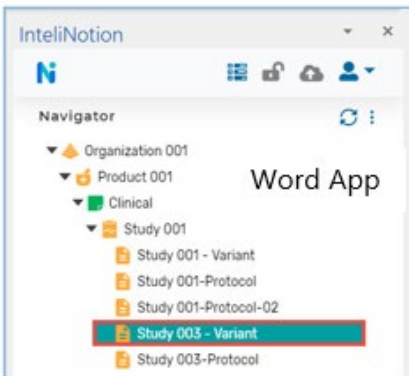 InteliNotion
Navigator
Organization 001
Product 001
Word App
Clinical
Study 001
Study 001 - Variant
Study 001-Protocol
Study 001-Protocol-02
Study 003 - Variant
Study 003-Protocol